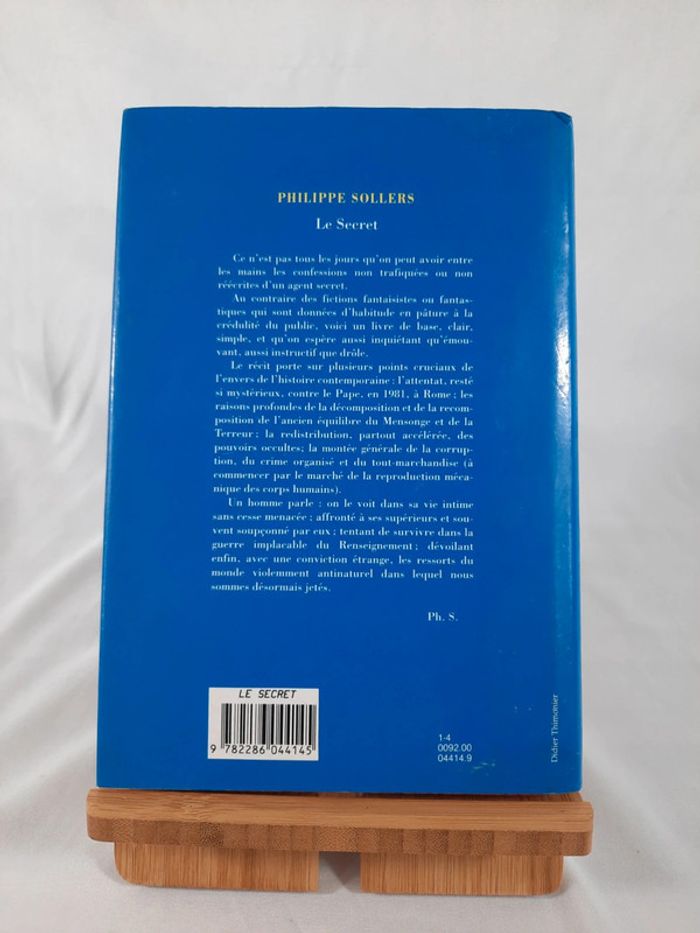 PHILIPPE SOLLERS
Le Secret
Ce n'est pas tous les jours qu'on peut avoir entre
les mains les confessions non trafiquées ou non
réécrites d'un agent secret.
Au contraire des fictions fantaisistes ou fantas-
tiques qui sont données d'habitude en pâture à la
crédulité du public, voici un livre de base, clair,
simple, et qu'on espère aussi inquiétant qu'émou-
vant, aussi instructif que drôle.
Le récit porte sur plusieurs points cruciaux de
l'envers de l'histoire contemporaine : l'attentat, resté
si mystérieux, contre le Pape, en 1981, à Rome ; les
raisons profondes de la décomposition et de la recom-
position de l'ancien équilibre du Mensonge et de la
Terreur ; la redistribution, partout accélérée, des
pouvoirs occultes; la montée générale de la corrup-
tion, du crime organisé et du tout-marchandise (à
commencer par le marché de la reproduction méca-
nique des corps humains).
Un homme parle : on le voit dans sa vie intime
sans cesse menacée ; affronté à ses supérieurs et sou-
vent soupçonné par eux ; tentant de survivre dans la
guerre implacable du Renseignement ; dévoilant
enfin, avec une conviction étrange, les ressorts du
monde violemment antinaturel dans lequel nous
sommes désormais jetés.
Ph. S.
LE SECRET
9 782286 044145
1-4
0092.00
04414.9
Didier Thimonier